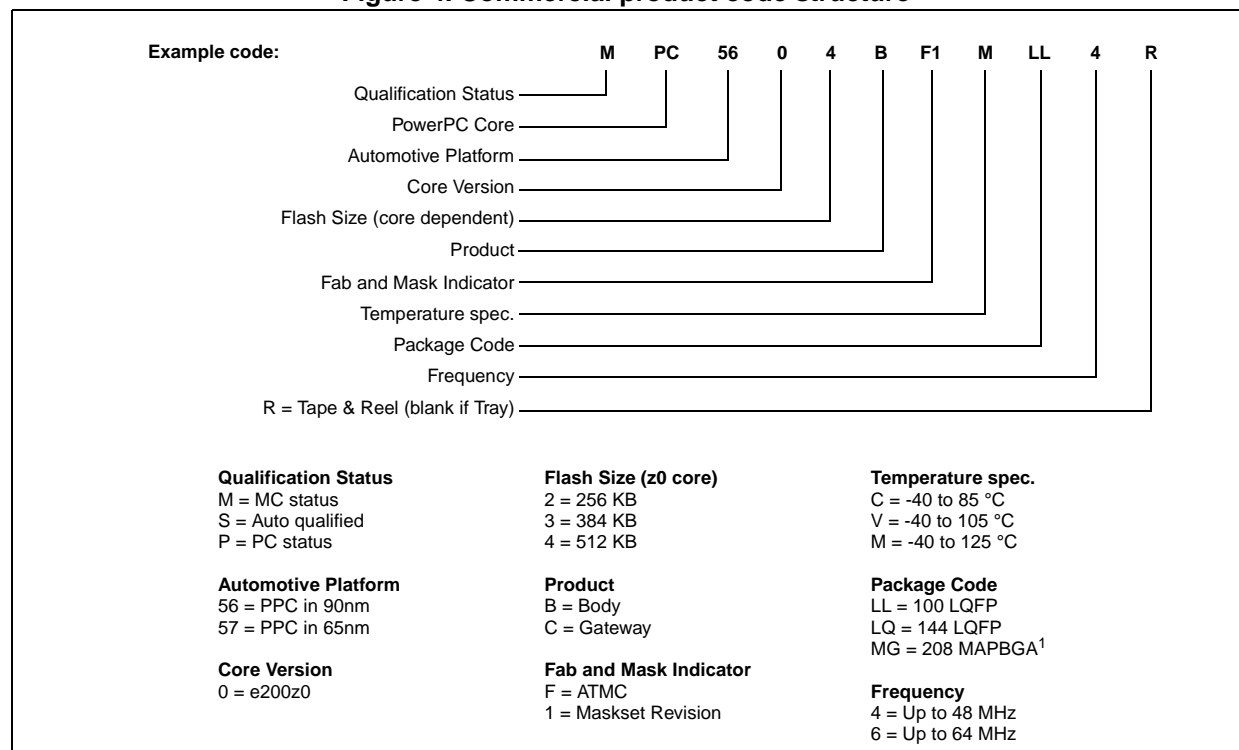 Example code: M PC 56 0 4 B F1 M LL 4 R
Qualification Status
PowerPC Core
Automotive Platform
Core Version
Flash Size (core dependent)
Product
Fab and Mask Indicator
Temperature spec.
Package Code
Frequency
R = Tape & Reel (blank if Tray)
Qualification Status
M = MC status
S = Auto qualified
P = PC status
Automotive Platform
56 = PPC in 90nm
57 = PPC in 65nm
Core Version
0 = e200z0
Flash Size (z0 core)
2 = 256 KB
3 = 384 KB
4 = 512 KB
Product
B = Body
C = Gateway
Fab and Mask Indicator
F = ATMC
1 = Maskset Revision
Temperature spec.
C = -40 to 85 °C
V = -40 to 105 °C
M = -40 to 125 °C
Package Code
LL = 100 LQFP
LQ = 144 LQFP
MG = 208 MAPBGA1
Frequency
4 = Up to 48 MHz
6 = Up to 64 MHz